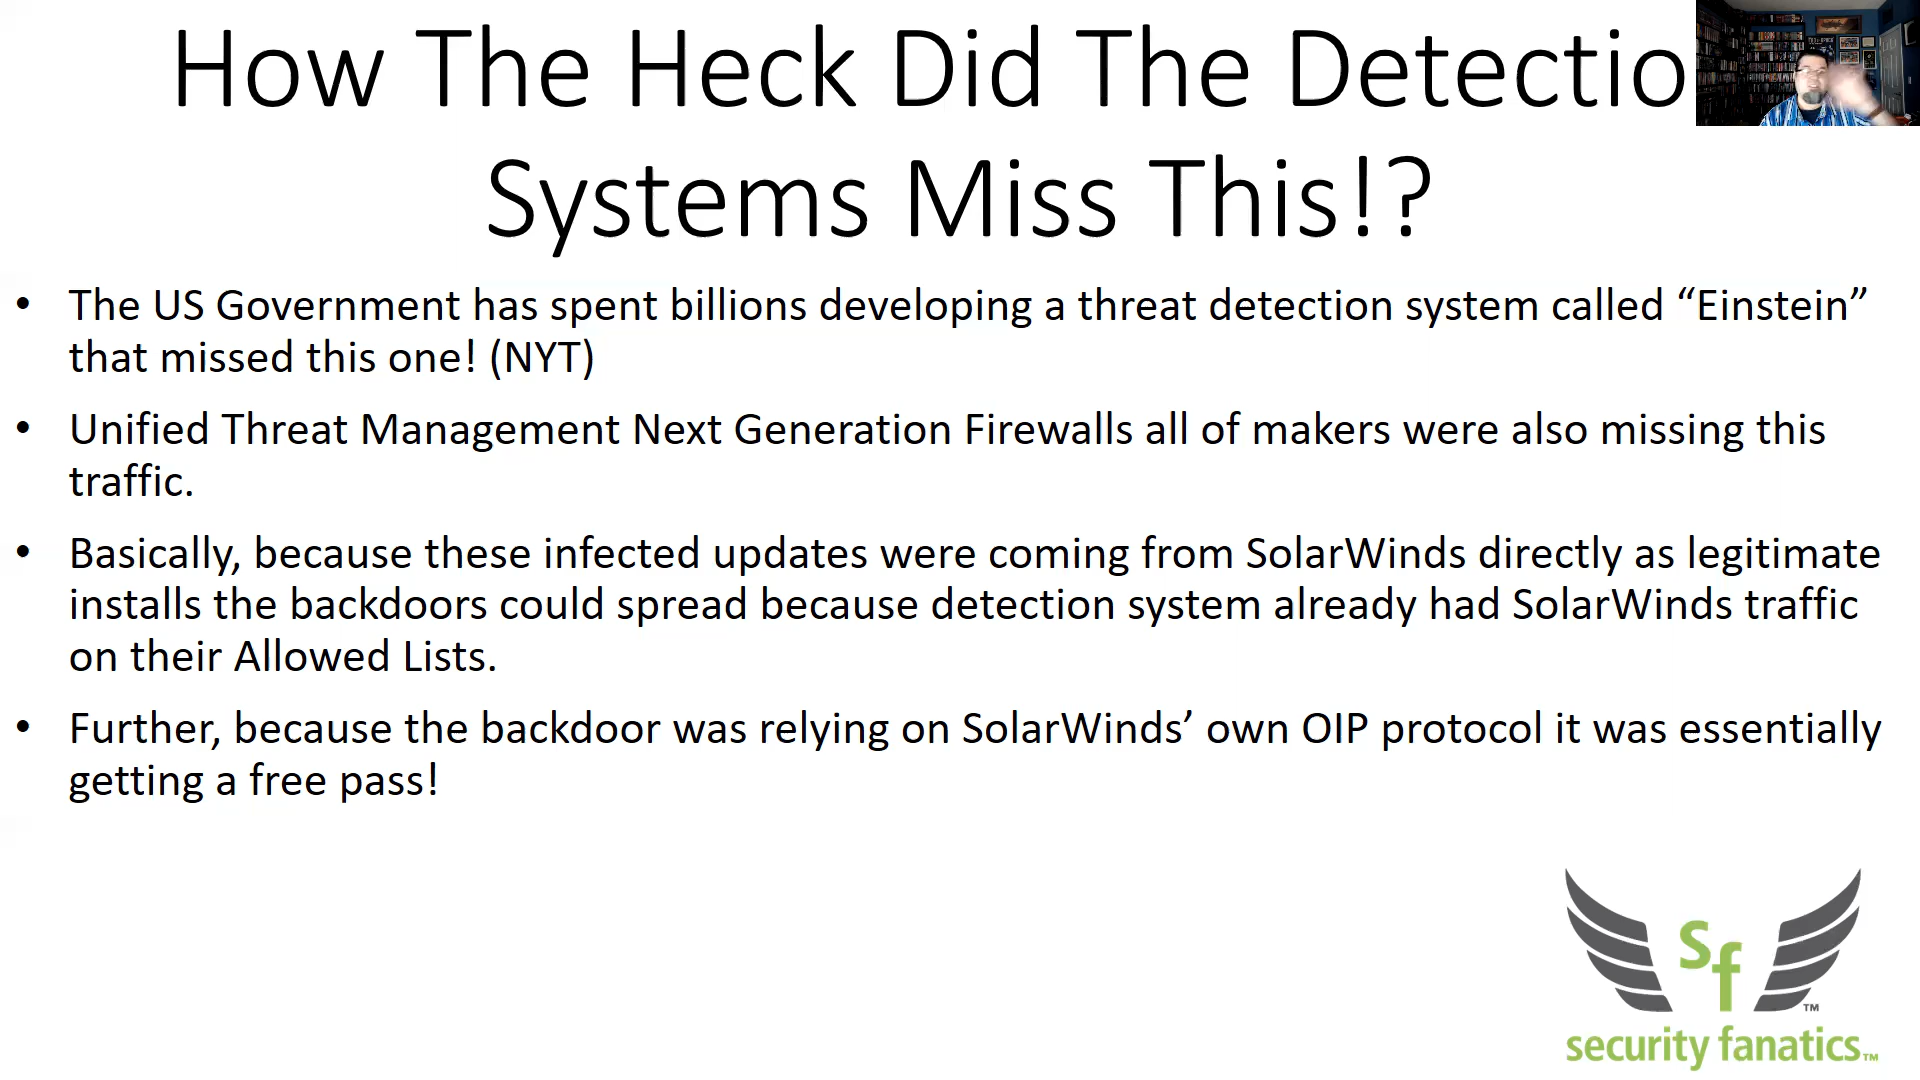 How The Heck Did The Detectio
Systems Miss This!?
• The US Government has spent billions developing a threat detection system called “Einstein”
that missed this one! (NYT)
• Unified Threat Management Next Generation Firewalls all of makers were also missing this
traffic.
• Basically, because these infected updates were coming from SolarWinds directly as legitimate
installs the backdoors could spread because detection system already had SolarWinds traffic
on their Allowed Lists.
• Further, because the backdoor was relying on SolarWinds’ own OIP protocol it was essentially
getting a free pass!
sf
TM
security fanatics TM